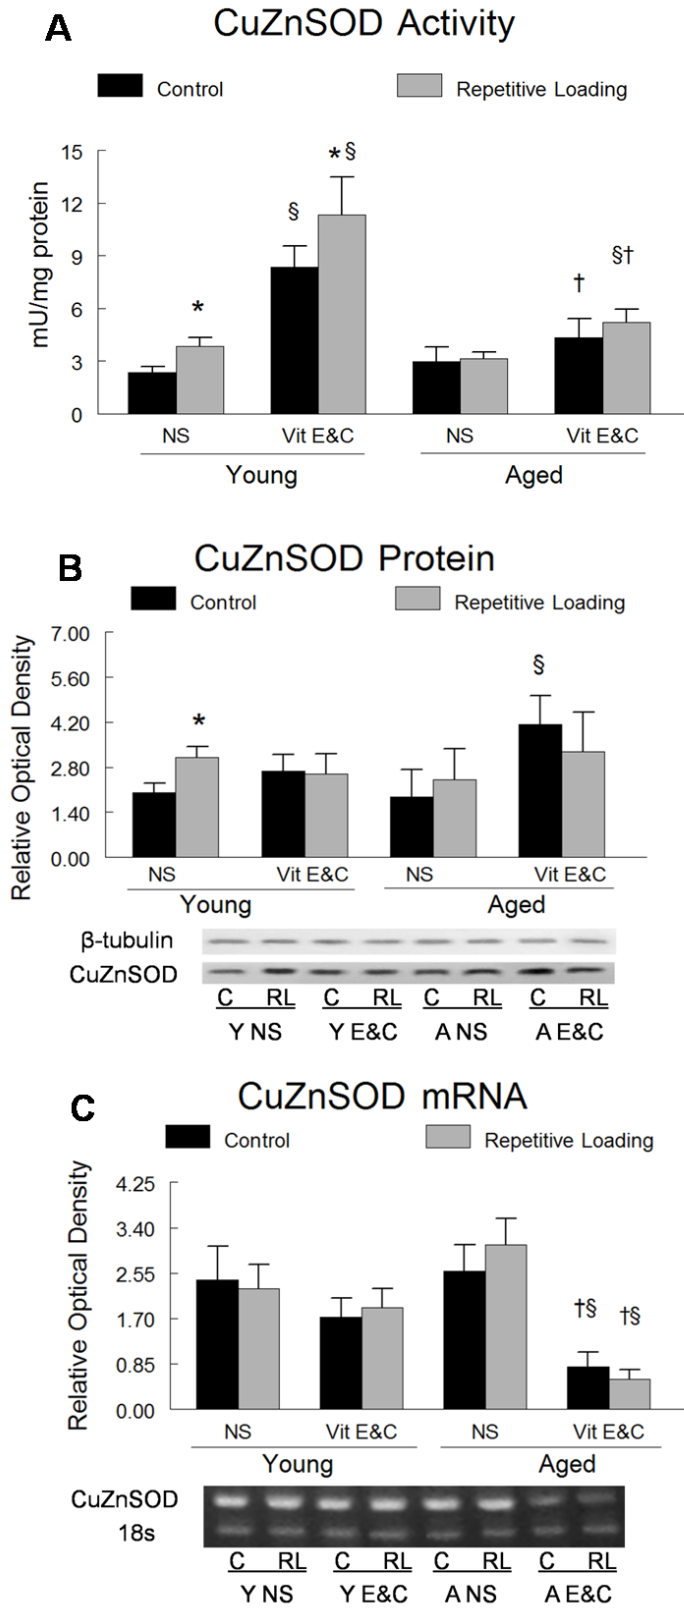 A CuZnSOD Activity
Control Repetitive Loading
mU/mg protein
15
* §
12
§
9
§†
†
6
*
3
0
NS Vit E&C NS Vit E&C
Young Aged
B CuZnSOD Protein
Control Repetitive Loading
Relative Optical Density
7.00
§
5.60
*
4.20
2.80
1.40
0.00
NS Vit E&C NS Vit E&C
Young Aged
β-tubulin
CuZnSOD
C RL C RL C RL C RL
Y NS Y E&C A NS A E&C
C CuZnSOD mRNA
Control Repetitive Loading
Relative Optical Density
4.25
3.40
2.55
†§ †§
1.70
0.85
0.00
NS Vit E&C NS Vit E&C
Young Aged
CuZnSOD
18s
C RL C RL C RL C RL
Y NS Y E&C A NS A E&C